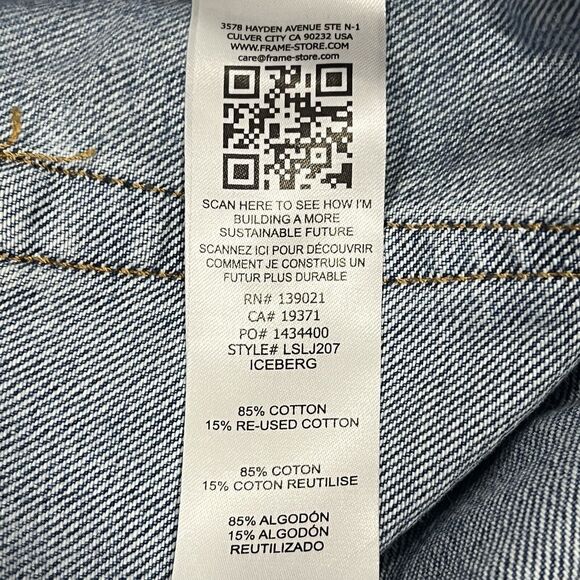 3578 HAYDEN AVENUE STE N-1
CULVER CITY CA 90232 USA
WWW.FRAME-STORE.COM
care@frame-store.com
SCAN HERE TO SEE HOW I'M
BUILDING A MORE
SUSTAINABLE FUTURE
SCANNEZ ICI POUR DÉCOUVRIR
COMMENT JE CONSTRUIS UN
FUTUR PLUS DURABLE
RN# 139021
CA# 19371
PO# 1434400
STYLE# LSLJ207
ICEBERG
85% COTTON
15% RE-USED COTTON
85% COTON
15% COTON REUTILISE
85% ALGODÓN
15% ALGODÓN
REUTILIZADO